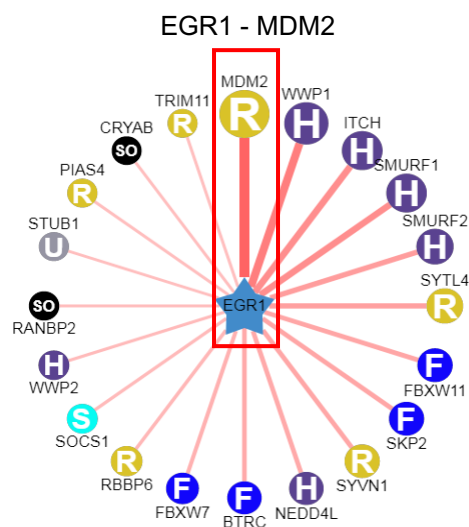 EGR1 - MDM2
MDM2
R
WWP1
H
ITCH
H
SMURF1
H
SMURF2
H
SYTL4
R
FBXW11
F
SKP2
F
SYVN1
R
NEDD4L
H
BTRC
F
FBXW7
F
RBBP6
R
SOCS1
S
WWP2
H
RANBP2
SO
STUB1
U
PIAS4
R
CRYAB
SO
TRIM11
R
EGR1